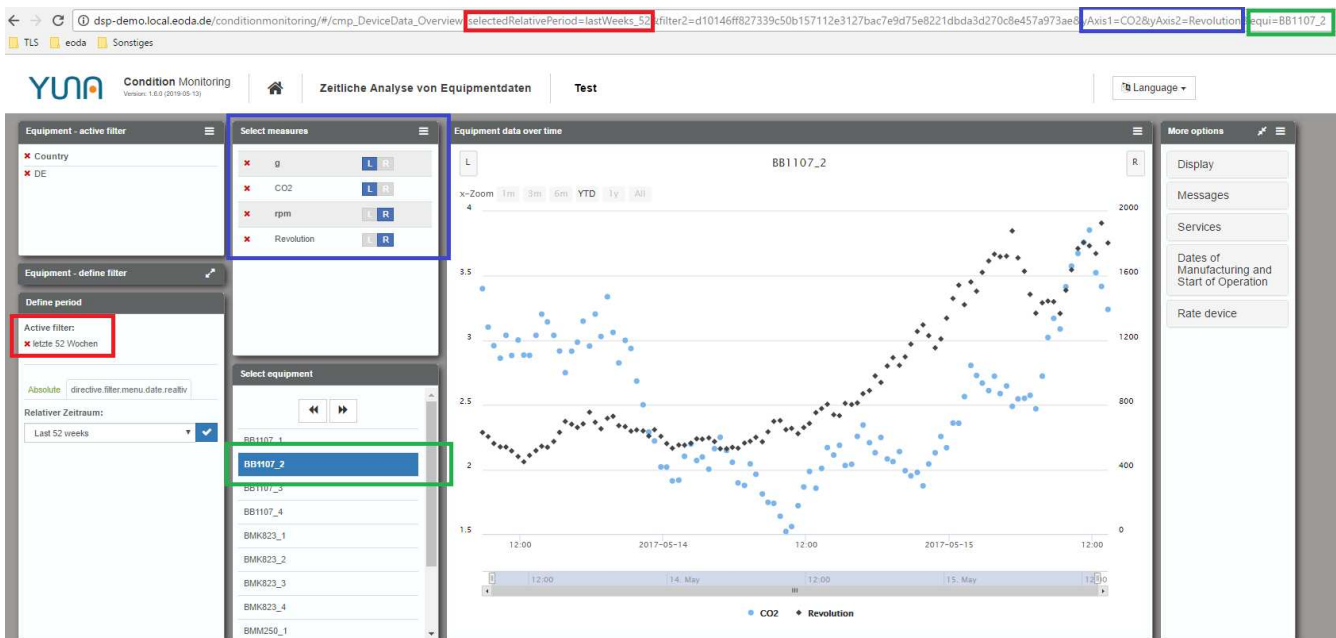 dsp-demo.local.eoda.de/conditionmonitoring/#/cmp_DeviceData_Overview?selectedRelativePeriod=lastWeeks_52&filter2=d10146ff827339c50b157112e3127bac7e9d75e8221dbda3d270c8e457a973ae&yAxis1=CO2&yAxis2=Revolution&equi=BB1107_2
TLS eoda Sonstiges
YUNA
Condition Monitoring
Version: 1.6.0 (2019-05-13)
Zeitliche Analyse von Equipmentdaten
Test
Language
Equipment - active filter
Country
DE
Equipment - define filter
Define period
Active filter:
letzte 52 Wochen
Absolute directive.filter.menu.date.realtiv
Relativer Zeitraum:
Last 52 weeks
Select measures
g L R
CO2 L R
rpm L R
Revolution L R
Select equipment
BB1107_1
BB1107_2
BB1107_3
BB1107_4
BMK823_1
BMK823_2
BMK823_3
BMK823_4
BMM250_1
Equipment data over time
L BB1107_2 R
x-Zoom 1m 3m 6m YTD 1y All
4 2000
3.5 1600
3 1200
2.5 800
2 400
1.5 0
12:00 2017-05-14 12:00 2017-05-15 12:00
12:00 14. May 12:00 15. May 12:00
CO2 Revolution
More options
Display
Messages
Services
Dates of
Manufacturing and
Start of Operation
Rate device